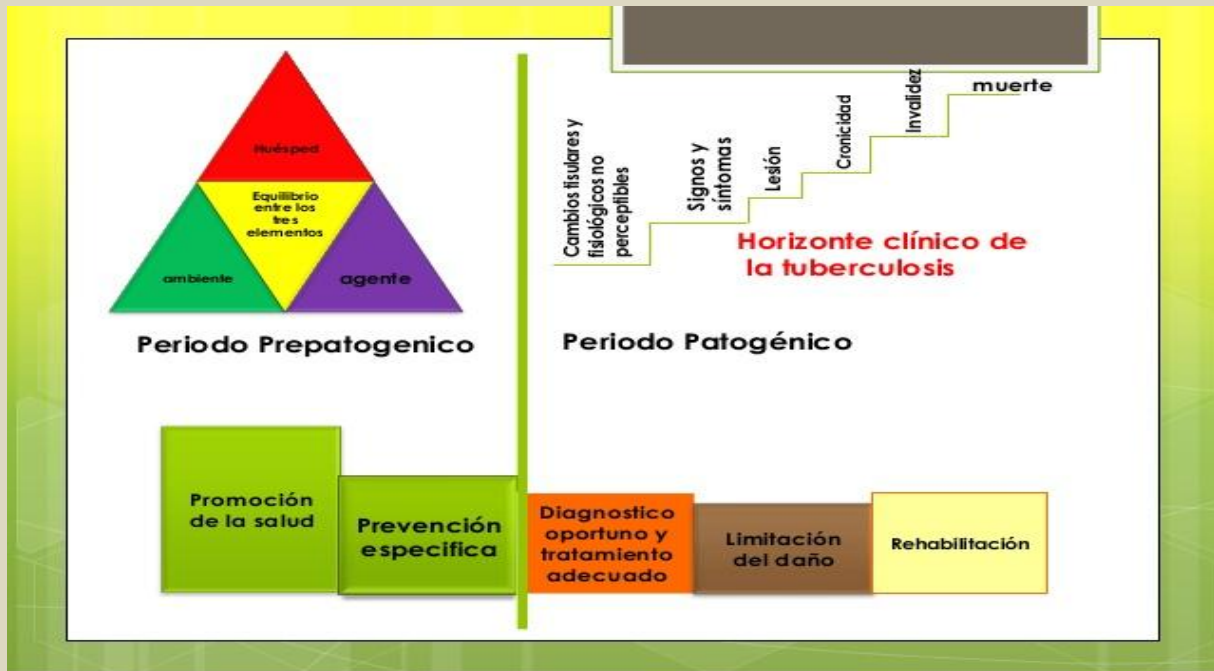 Huésped
Equilibrio
entre los
tres
elementos
ambiente
agente
Periodo Prepatogenico
Cambios tisulares y
fisiológicos no
perceptibles
Signos y
síntomas
Lesión
Cronicidad
Invalidez
muerte
Horizonte clínico de
la tuberculosis
Periodo Patogénico
Promoción
de la salud
Prevención
especifica
Diagnostico
oportuno y
tratamiento
adecuado
Limitación
del daño
Rehabilitación